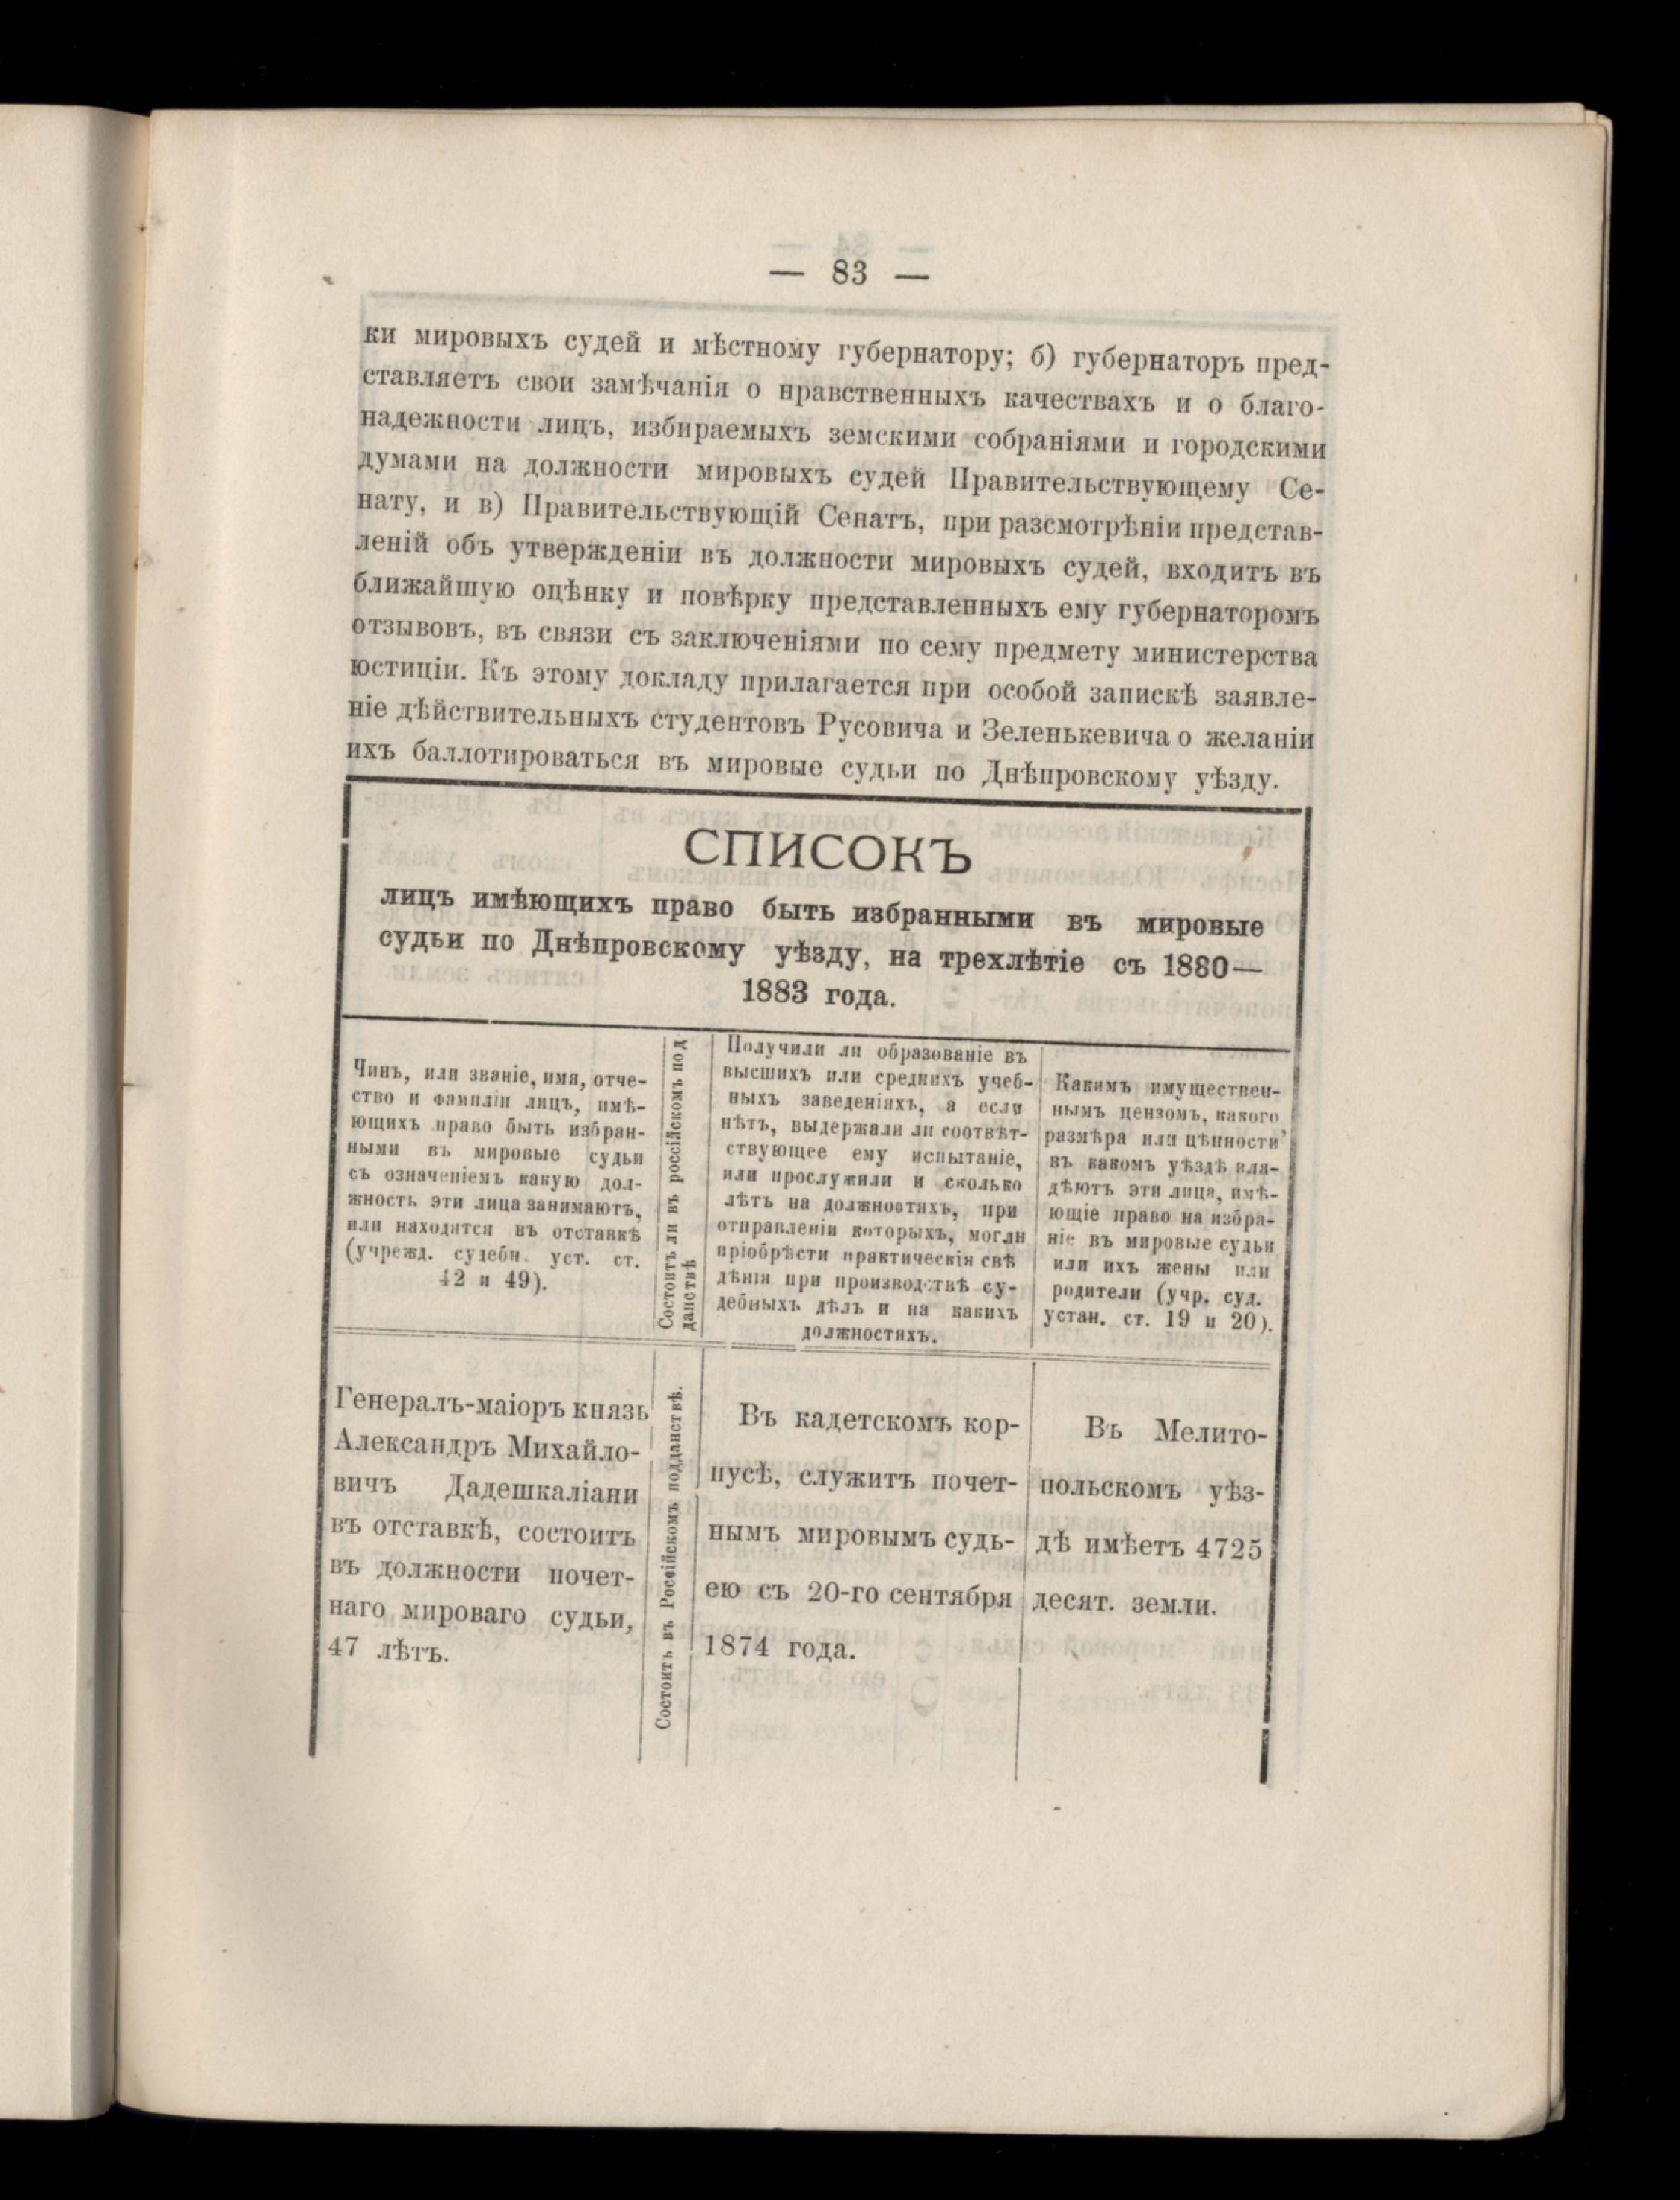 — 83 —
ки мировыхъ судей и мѣстному губернатору; б) губернаторъ пред-
ставляетъ свои замѣчанія о нравственныхъ качествахъ и о благо-
надежности лицъ, избираемыхъ земскими собраніями и городскими
думами на должности мировыхъ судей Правительствующему Се-
нату, и в) Правительствующій Сенатъ, при разсмотрѣніи представ-
леній объ утвержденіи въ должности мировыхъ судей, входитъ въ
ближайшую оцѣнку и повѣрку представленныхъ ему губернаторомъ
отзывовъ, въ связи съ заключеніями по сему предмету министерства
юстиціи. Къ этому докладу прилагается при особой запискѣ заявле-
ніе дѣйствительныхъ студентовъ Русовича и Зеленькевича о желаніи
ихъ баллотироваться въ мировые судьи по Днѣпровскому уѣзду.
СПИСОКЪ
лицъ имѣющихъ право быть избранными въ мировые
судьи по Днѣпровскому уѣзду, на трехлѣтіе съ 1880—
1883 года.
Чинъ, или званіе, имя, отче-
ство и фамиліи лицъ, имѣ-
ющихъ право быть избран-
ными въ мировые судьи
съ означеніемъ какую дол-
жность эти лица занимаютъ,
или находятся въ отставкѣ
(учрежд. судебн. уст. ст.
42 и 49).
Состоитъ ли въ россійскомъ под
данствѣ
Получили ли образованіе въ
высшихъ или среднихъ учеб-
ныхъ заведеніяхъ, а если
нѣтъ, выдержали ли соотвѣт-
ствующее ему испытаніе,
или прослужили и сколько
лѣтъ на должностяхъ, при
отправленіи которыхъ, могли
пріобрѣсти практическія свѣ
дѣнія при производствѣ су-
дебныхъ дѣлъ и на какихъ
должностяхъ.
Какимъ имуществен-
нымъ цензомъ, какого
размѣра или цѣнности
въ какомъ уѣздѣ вла-
дѣютъ эти лица, имѣ-
ющіе право на избра-
ніе въ мировые судьи
или ихъ жены или
родители (учр. суд.
устан. ст. 19 и 20).
Генералъ-маіоръ князь
Александръ Михайло-
вичъ Дадешкаліани
въ отставкѣ, состоитъ
въ должности почет-
наго мироваго судьи,
47 лѣтъ.
Состоитъ въ Россійскомъ подданствѣ.
Въ кадетскомъ кор-
пусѣ, служитъ почет-
нымъ мировымъ судь-
ею съ 20-го сентября
1874 года.
Въ Мелито-
польскомъ уѣз-
дѣ имѣетъ 4725
десят. земли.